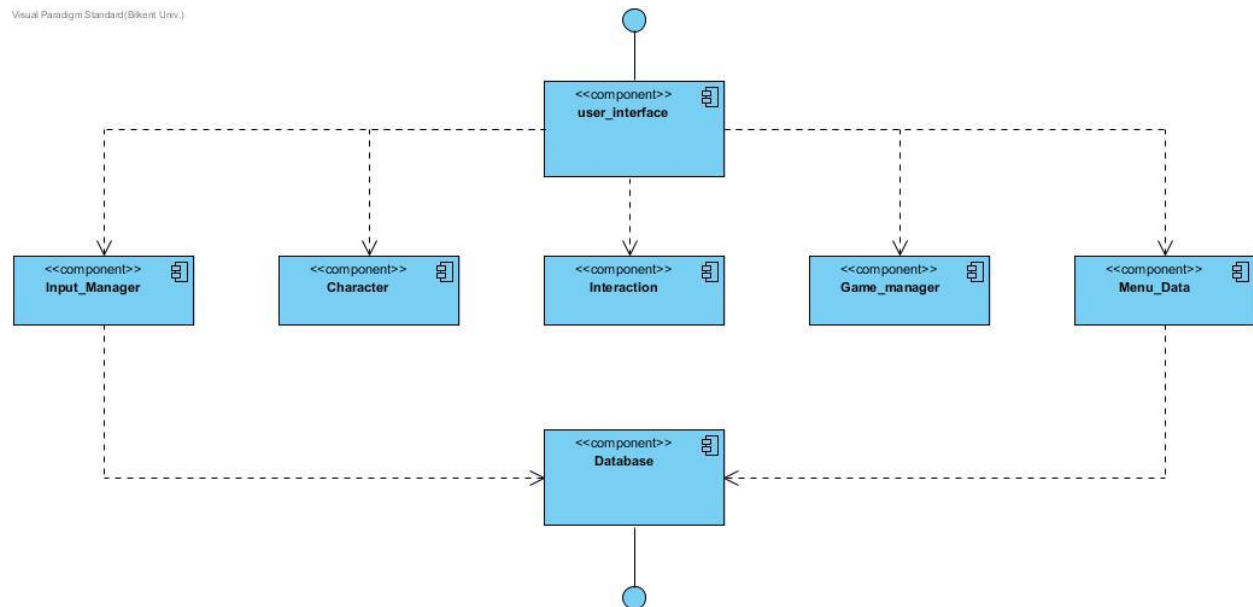 Visual Paradigm Standard(Bilkent Univ.)
<<component>>
user_interface
<<component>>
Input_Manager
<<component>>
Character
<<component>>
Interaction
<<component>>
Game_manager
<<component>>
Menu_Data
<<component>>
Database